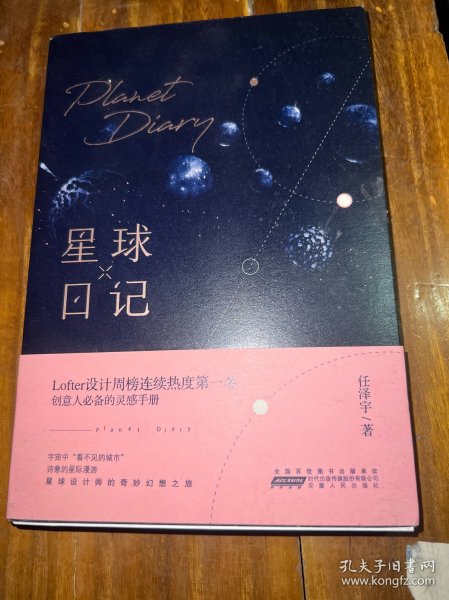 Planet
Diary
星球
日记
Lofter设计周榜连续热度第一名
创意人必备的灵感手册
planet Diary
任泽宇/著
宇宙中“看不见的城市”
诗意的星际漫游
星球设计师的奇妙幻想之旅
全国百佳图书出版单位
时代出版传媒股份有限公司
安徽人民出版社
孔夫子旧书网
www.kongfz.com